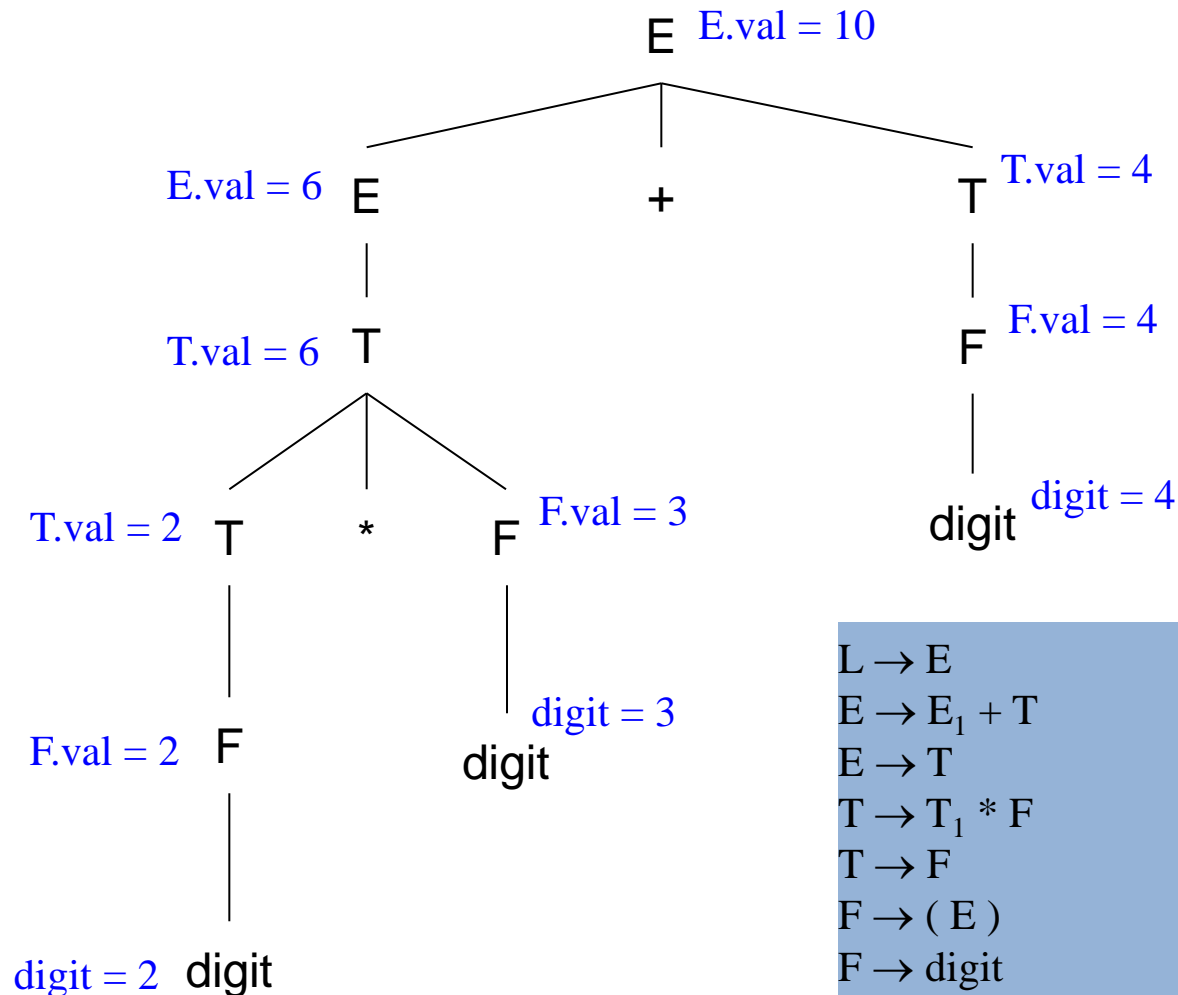 E E.val = 10
E.val = 6 E + T T.val = 4
T.val = 6 T F F.val = 4
T.val = 2 T * F F.val = 3 digit digit = 4
F.val = 2 F digit digit = 3
digit = 2 digit
L → E
E → E₁ + T
E → T
T → T₁ * F
T → F
F → ( E )
F → digit